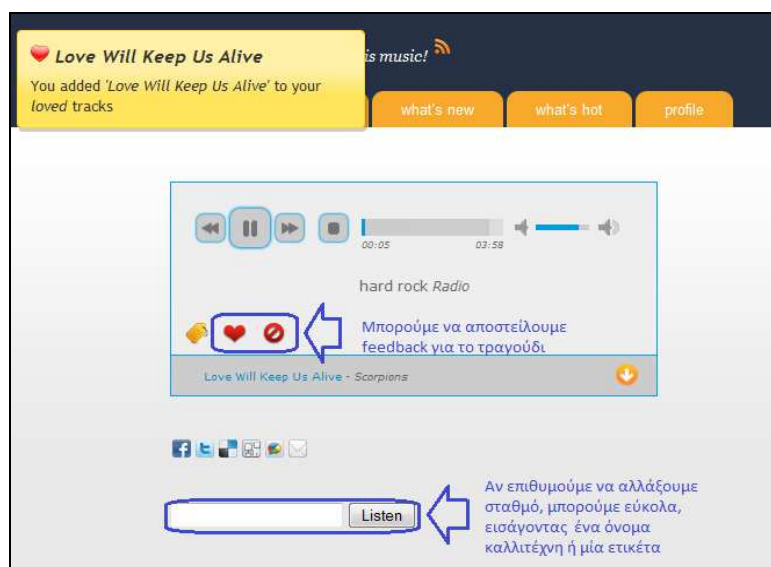 Love Will Keep Us Alive
You added 'Love Will Keep Us Alive' to your
loved tracks
is music!
what's new
what's hot
profile
00:05
03:58
hard rock Radio
Μπορούμε να αποστείλουμε
feedback για το τραγούδι
Love Will Keep Us Alive - Scorpions
Αν επιθυμούμε να αλλάξουμε
σταθμό, μπορούμε εύκολα,
εισάγοντας ένα όνομα
καλλιτέχνη ή μία ετικέτα
Listen